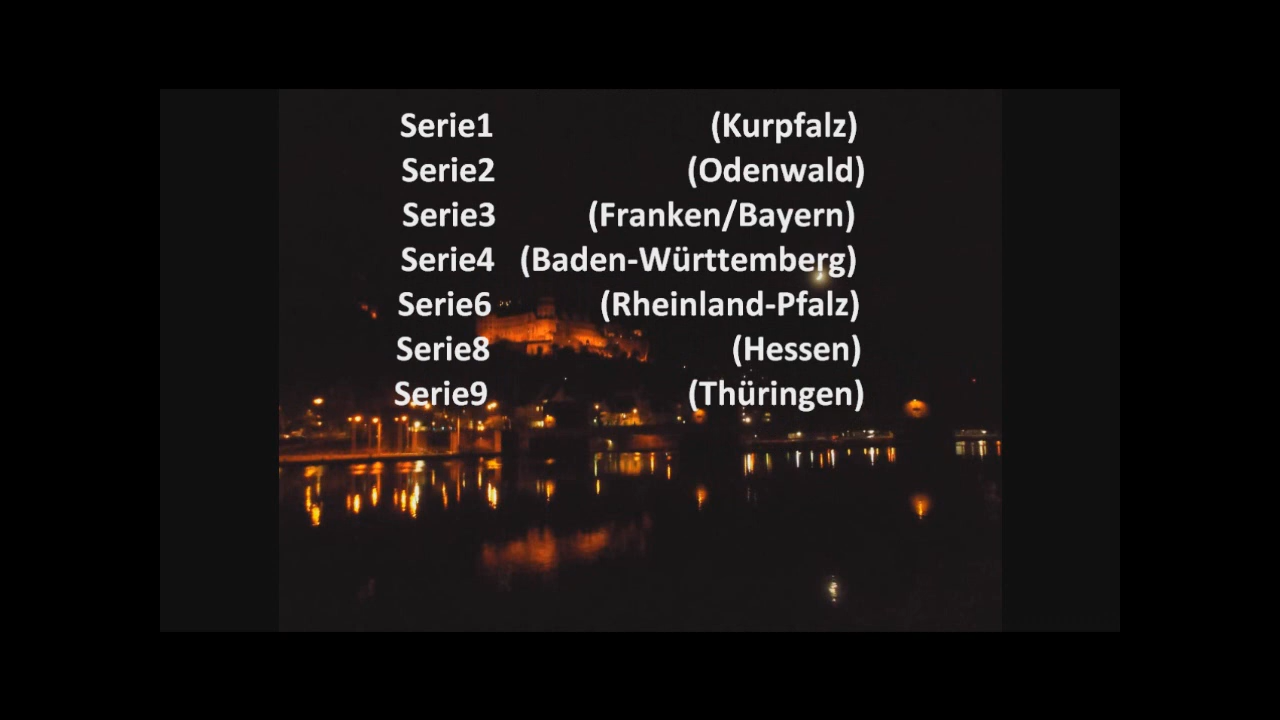 Serie1 (Kurpfalz)
Serie2 (Odenwald)
Serie3 (Franken/Bayern)
Serie4 (Baden-Württemberg)
Serie6 (Rheinland-Pfalz)
Serie8 (Hessen)
Serie9 (Thüringen)